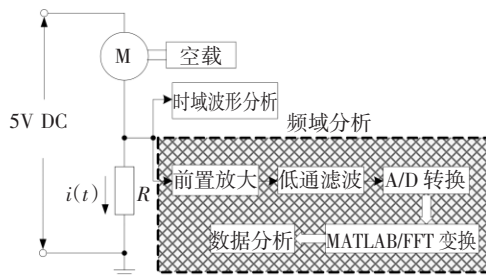 M
空载
时域波形分析
5V DC
频域分析
i(t)
R
前置放大
低通滤波
A/D 转换
数据分析
MATLAB/FFT 变换